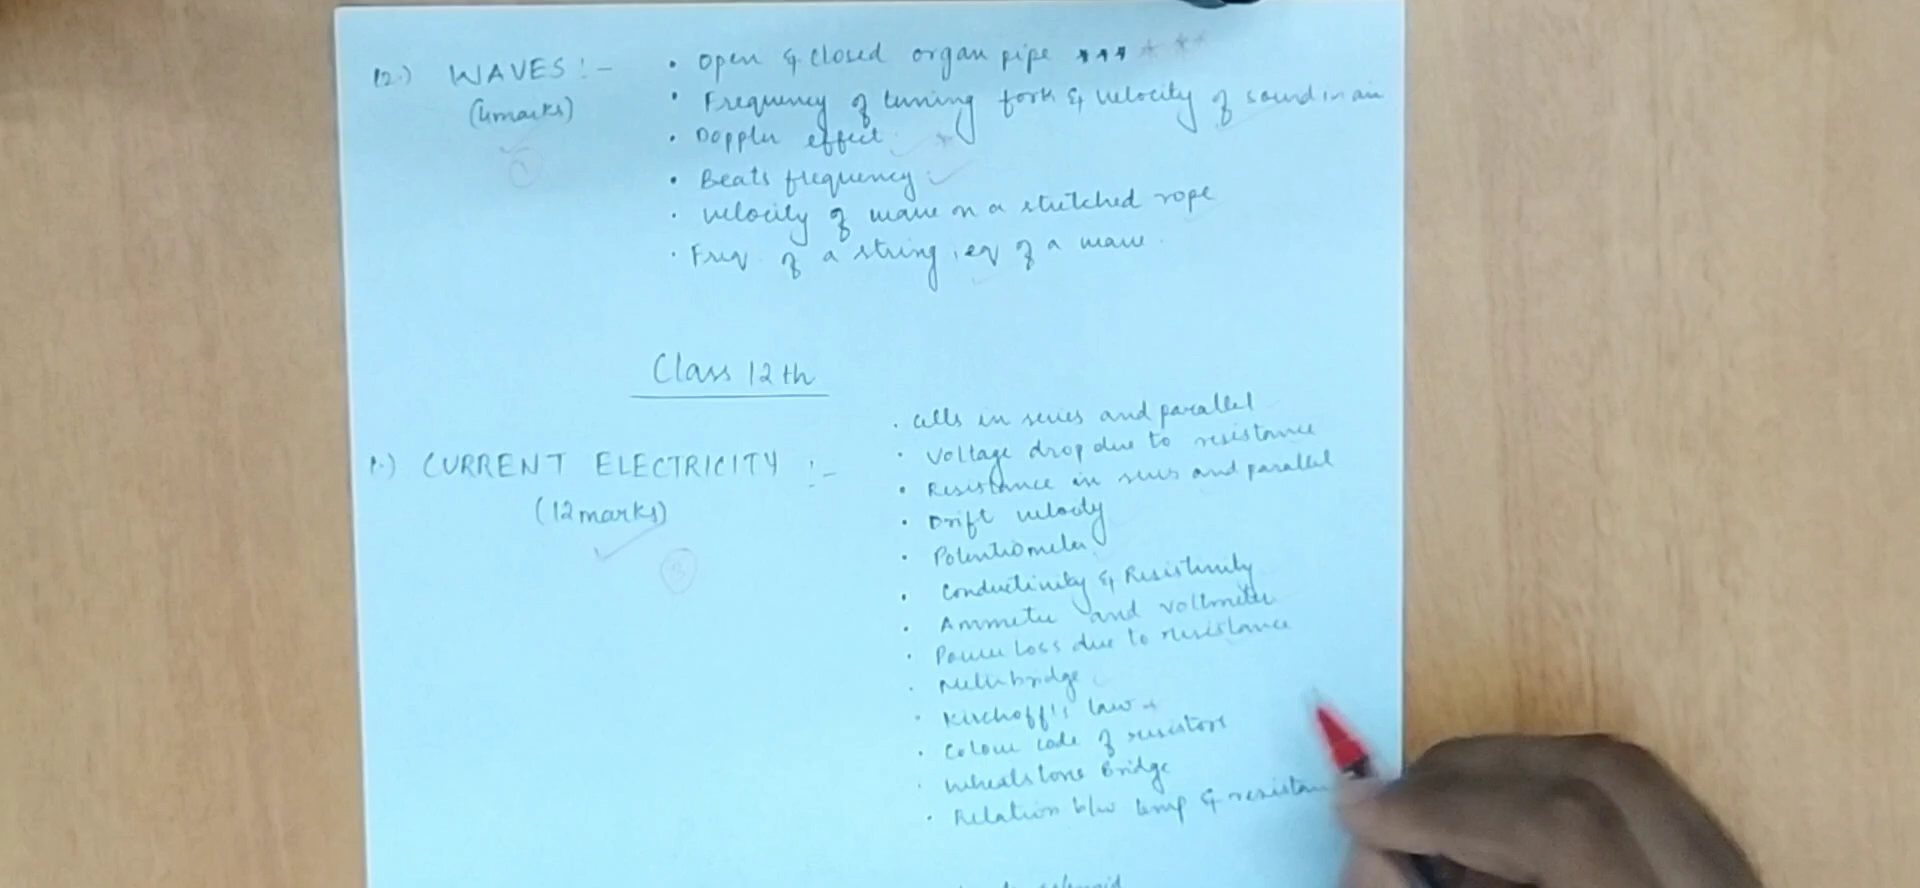 12.) WAVES :- • Open & Closed organ pipe ***
(4marks) • Frequency of tuning fork & velocity of sound in air
• Doppler effect
1
• Beats frequency
• velocity of wave on a stretched rope
• Freq. of a string, eq of a wave.
Class 12th
1.) CURRENT ELECTRICITY :-
(12marks)
3
• cells in series and parallel
• Voltage drop due to resistance
• Resistance in series and parallel
• Drift velocity
• Potentiometer
• Conductivity & Resistivity
• Ammeter and voltmeter
• Power Loss due to resistance
• Meter bridge
• Kirchoff's law
• Colour code of resistors
• Wheatstone Bridge
• Relation b/w temp & resistan